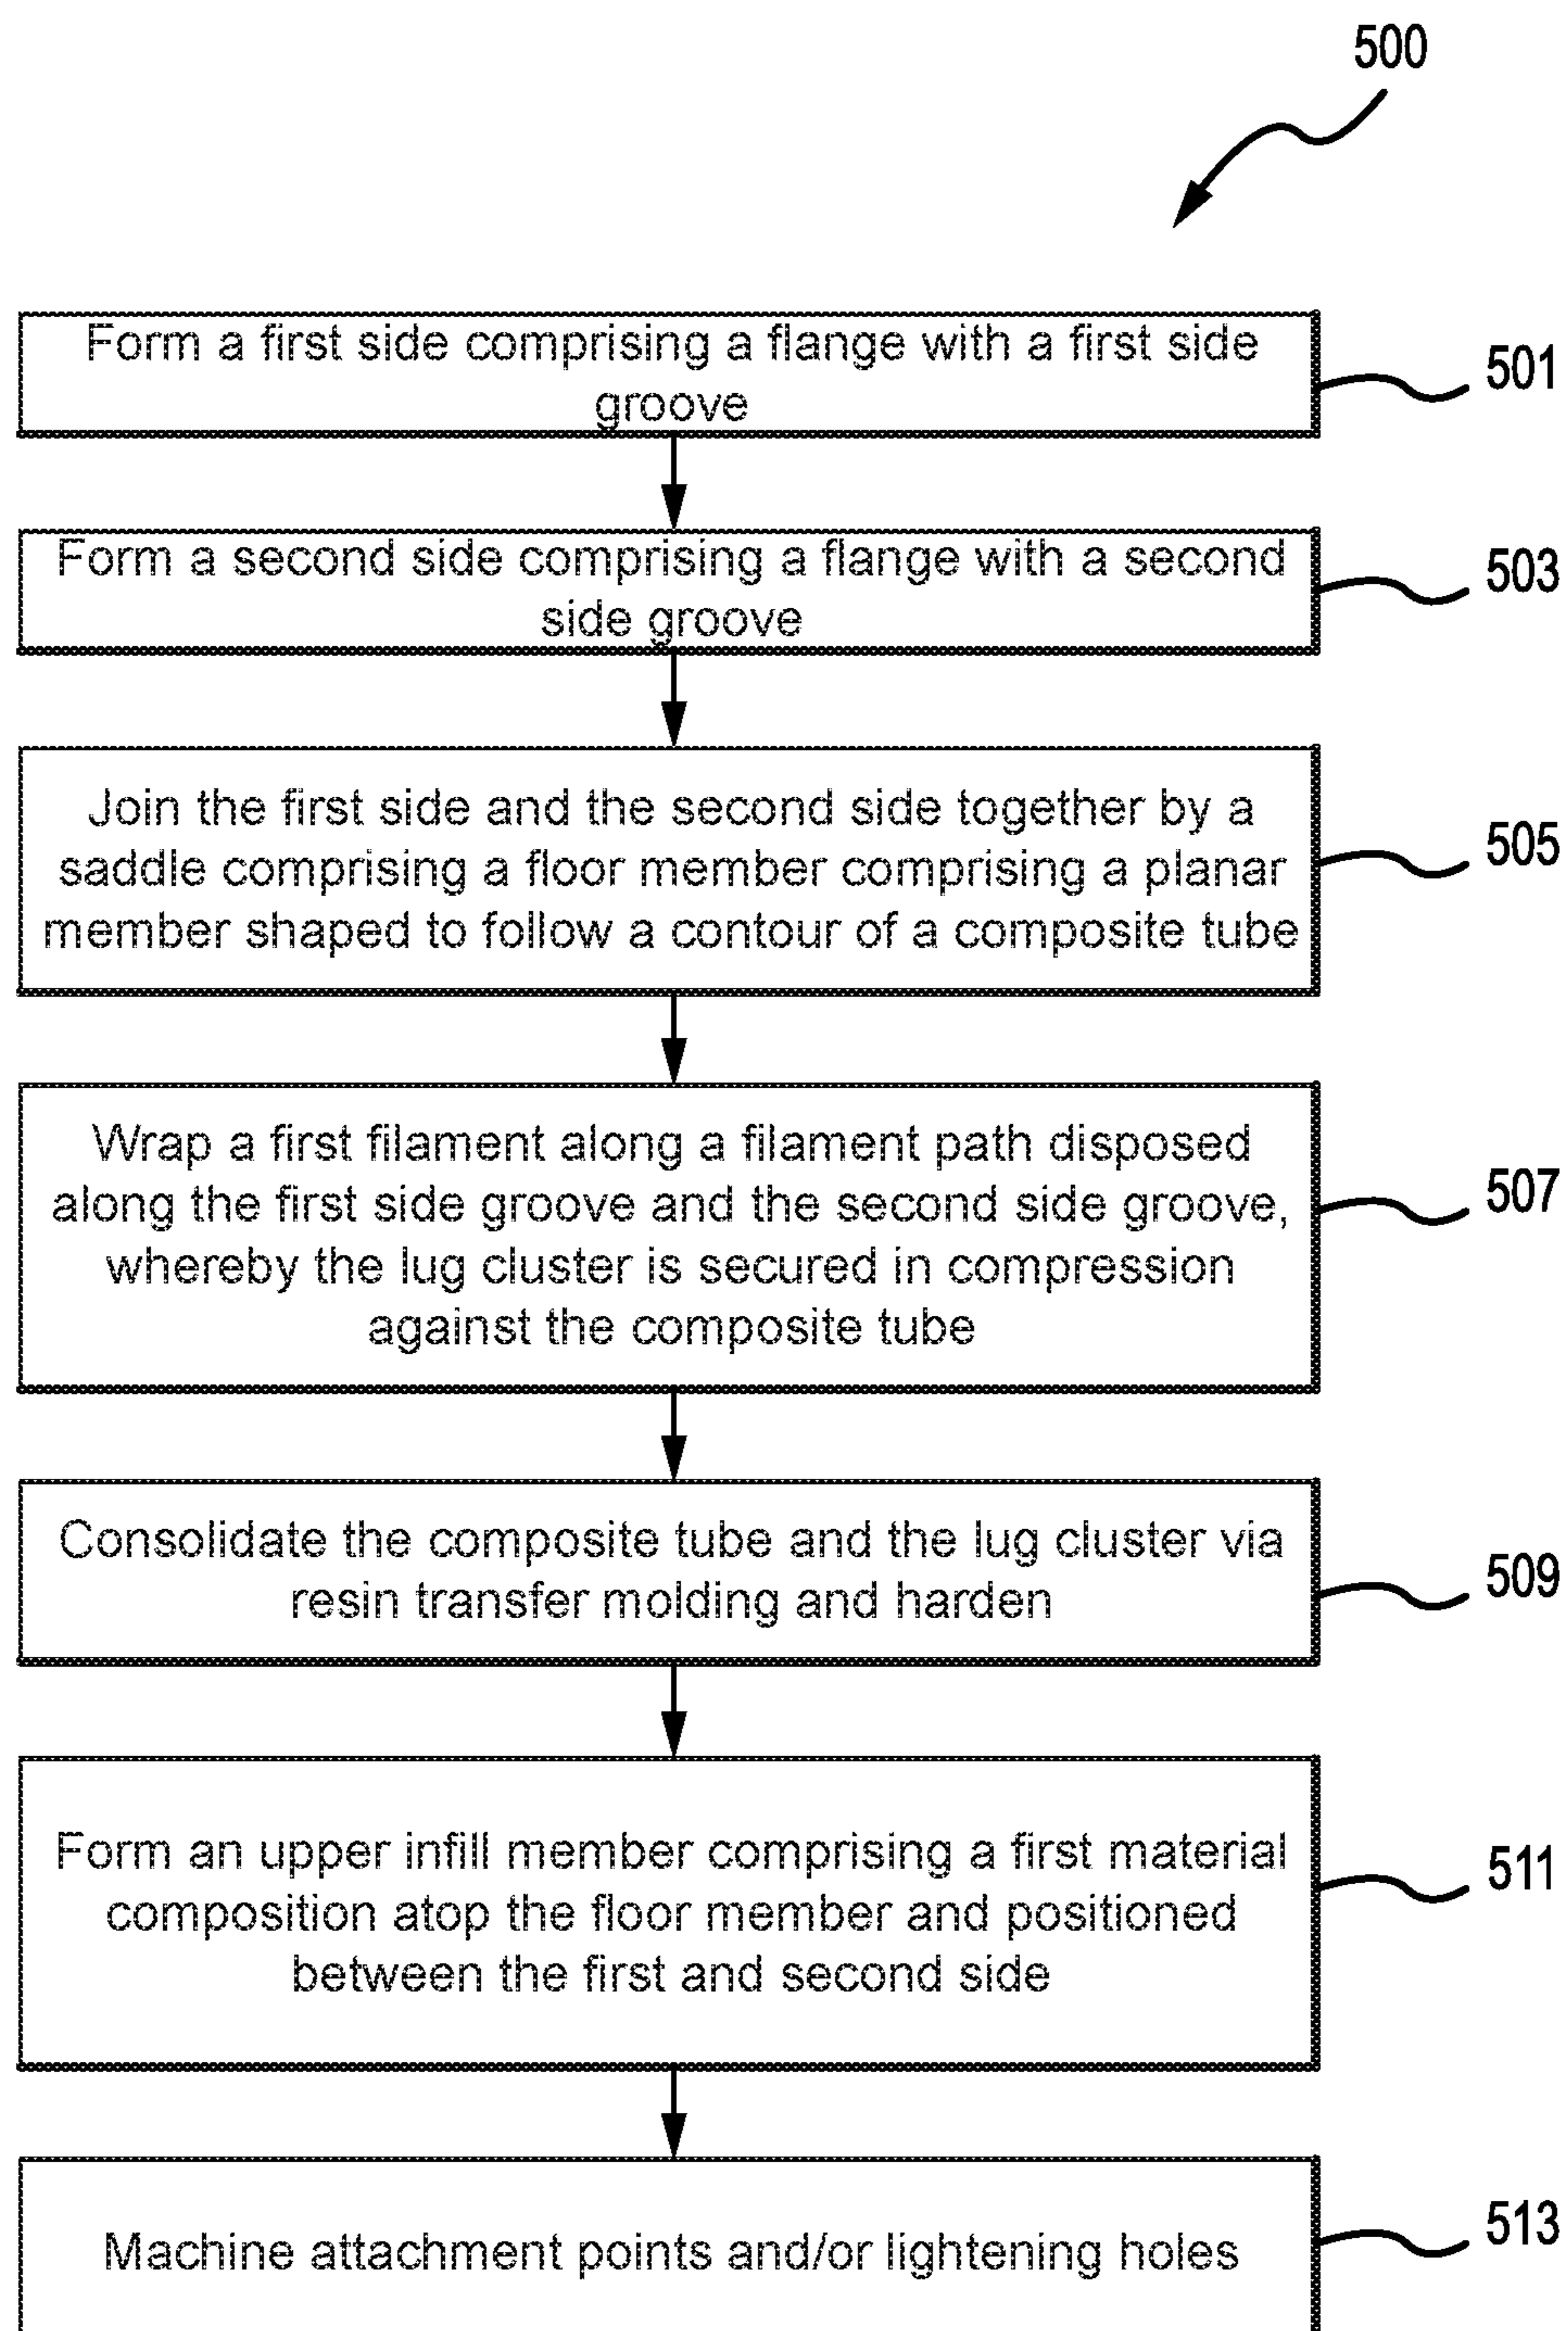 500
Form a first side comprising a flange with a first side
groove
501
Form a second side comprising a flange with a second
side groove
503
Join the first side and the second side together by a
saddle comprising a floor member comprising a planar
member shaped to follow a contour of a composite tube
505
Wrap a first filament along a filament path disposed
along the first side groove and the second side groove,
whereby the lug cluster is secured in compression
against the composite tube
507
Consolidate the composite tube and the lug cluster via
resin transfer molding and harden
509
Form an upper infill member comprising a first material
composition atop the floor member and positioned
between the first and second side
511
Machine attachment points and/or lightening holes
513